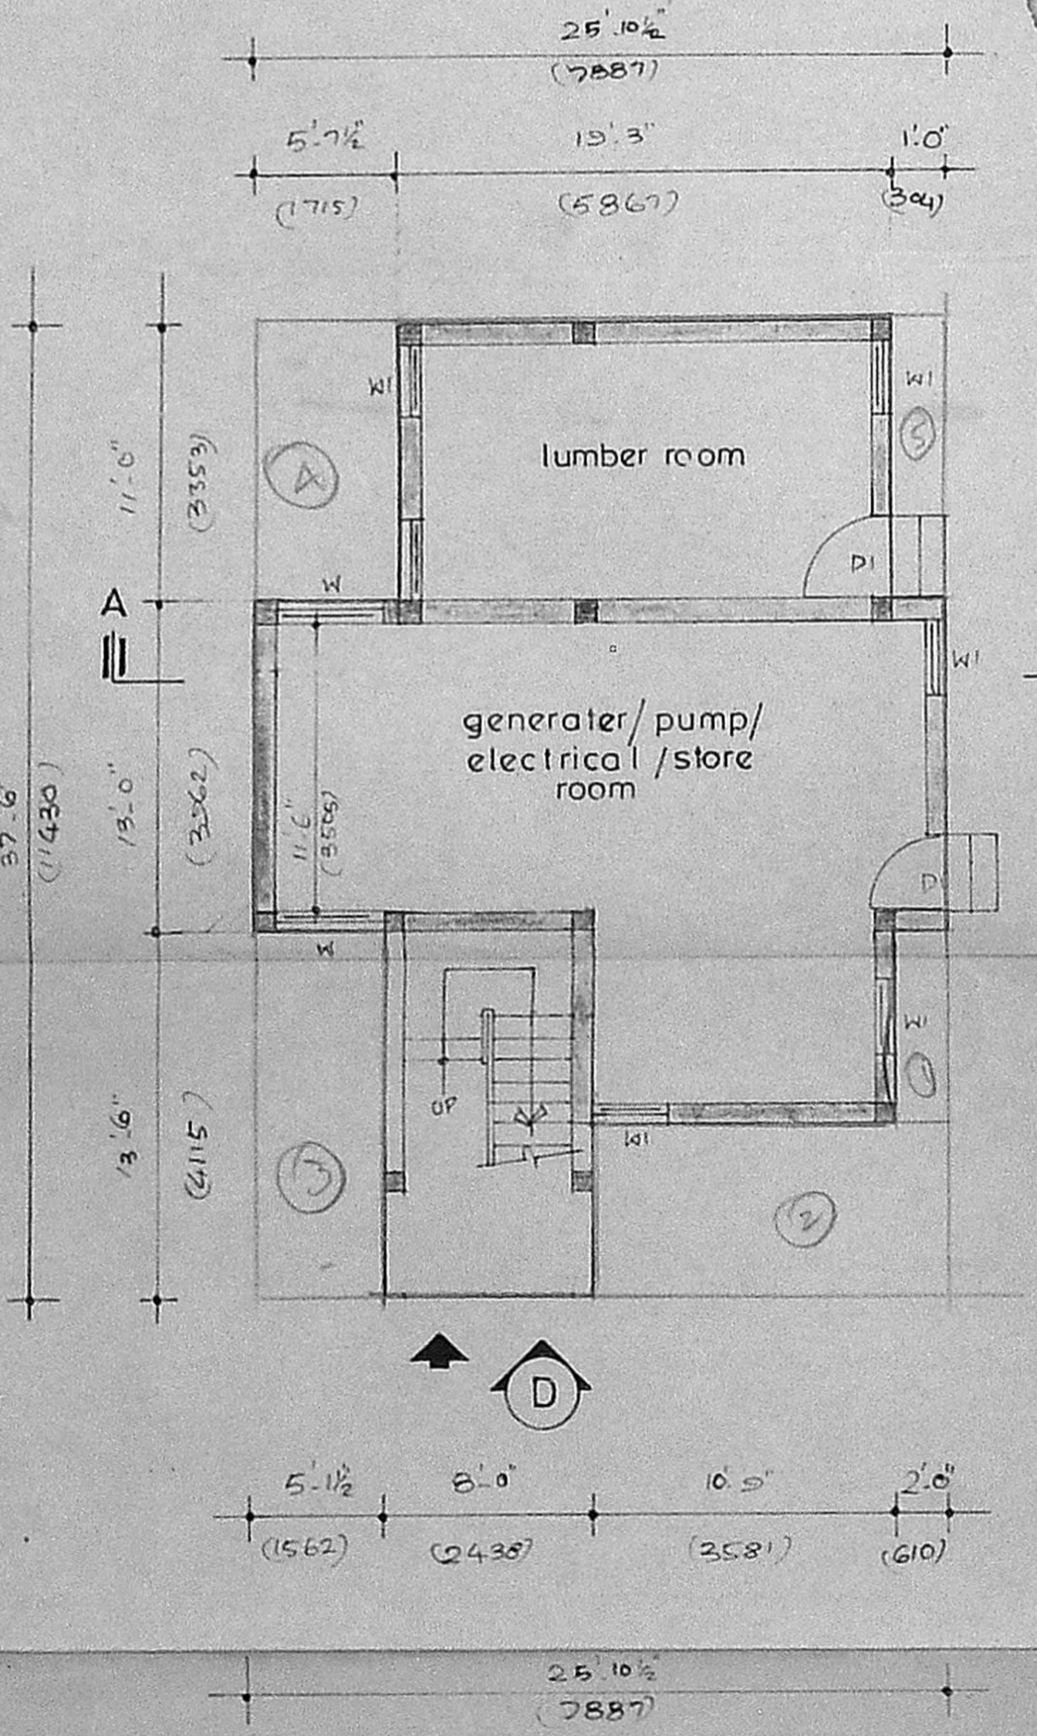 25'.10½"
(7887)
5'-7½"
19'.3"
1'.0"
(1715)
(5867)
(304)
W1
W1
5
lumber room
4
11'-0"
(3353)
D1
W
A
W1
generater/ pump/
electrical /store
room
37'-6"
(11430)
13'-0"
(3962)
11'-6"
(3505)
D1
W
W1
1
UP
W1
13'-6"
(4115)
3
2
D
5'-1½"
8'-0"
10'.9"
2'.0"
(1562)
(2438)
(3581)
(610)
25'.10½"
(7887)